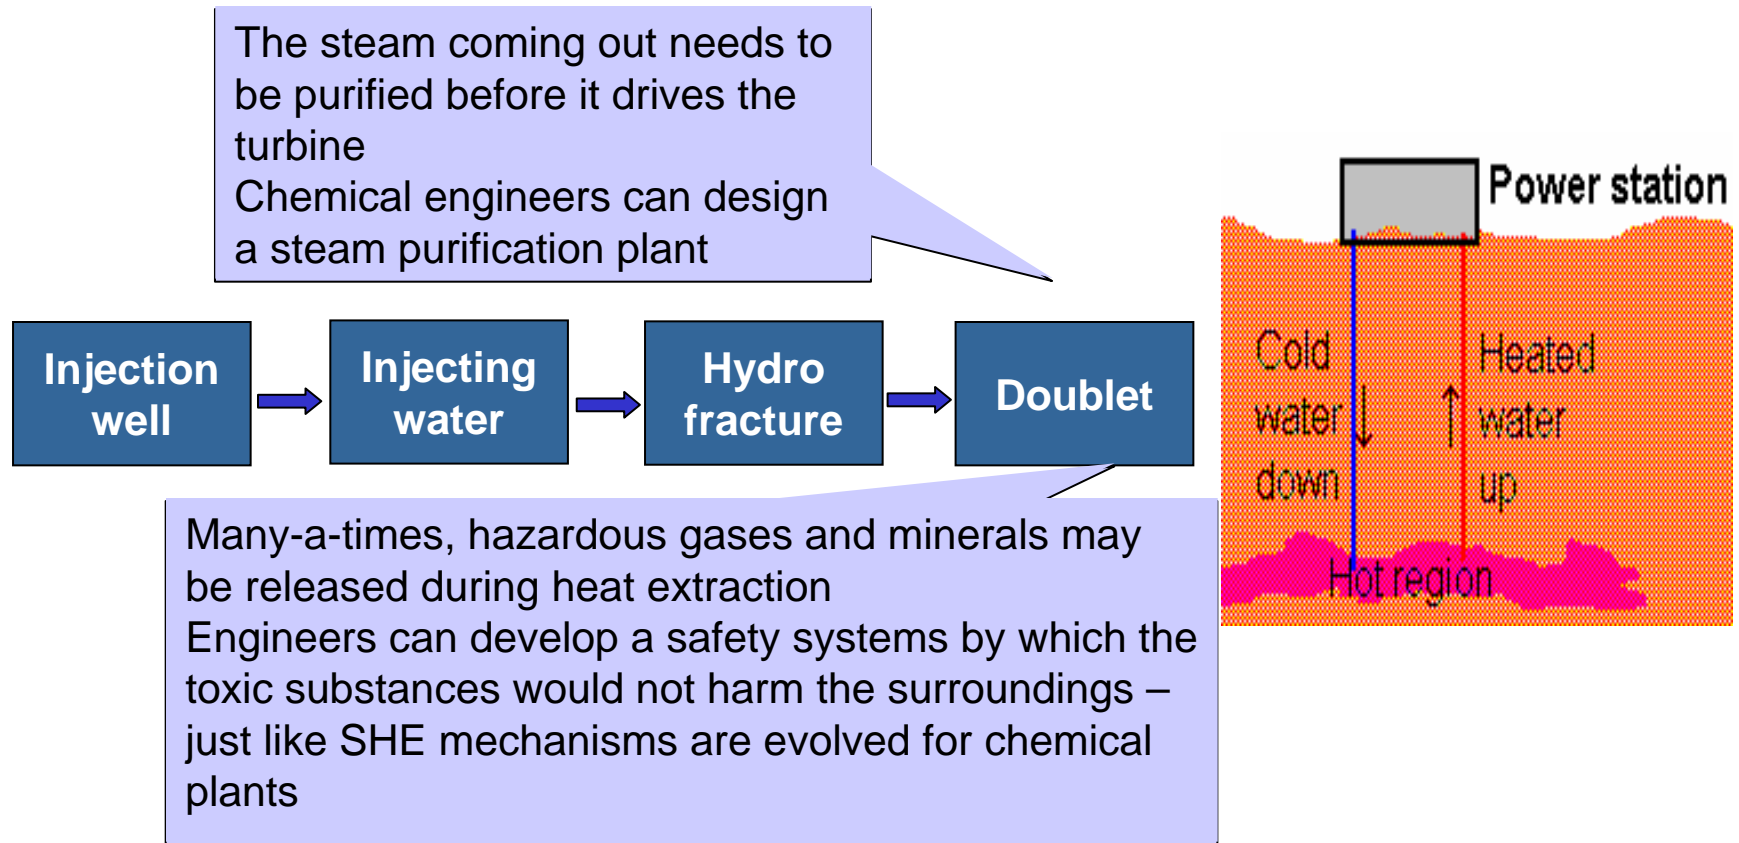 The steam coming out needs to
be purified before it drives the
turbine
Chemical engineers can design
a steam purification plant
Injection
well
Injecting
water
Hydro
fracture
Doublet
Many-a-times, hazardous gases and minerals may
be released during heat extraction
Engineers can develop a safety systems by which the
toxic substances would not harm the surroundings –
just like SHE mechanisms are evolved for chemical
plants
Power station
Cold
water
down
Heated
water
up
Hot region